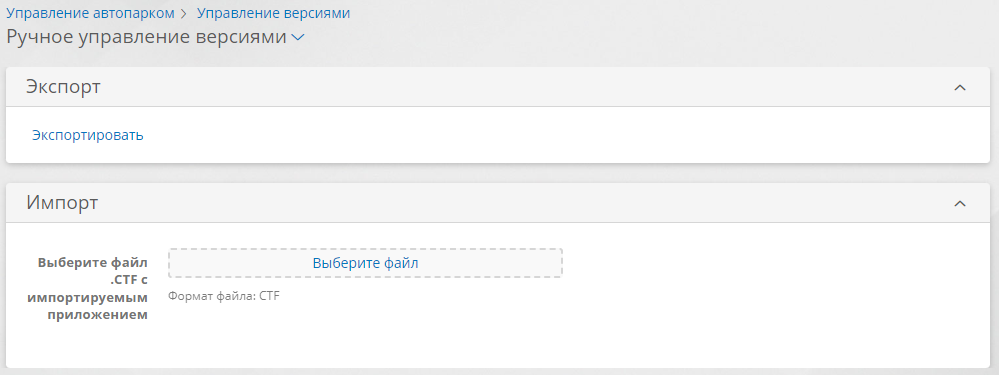 Управление автопарком > Управление версиями
Ручное управление версиями
Экспорт
Экспортировать
Импорт
Выберите файл
.CTF с
импортируемым
приложением
Выберите файл
Формат файла: CTF